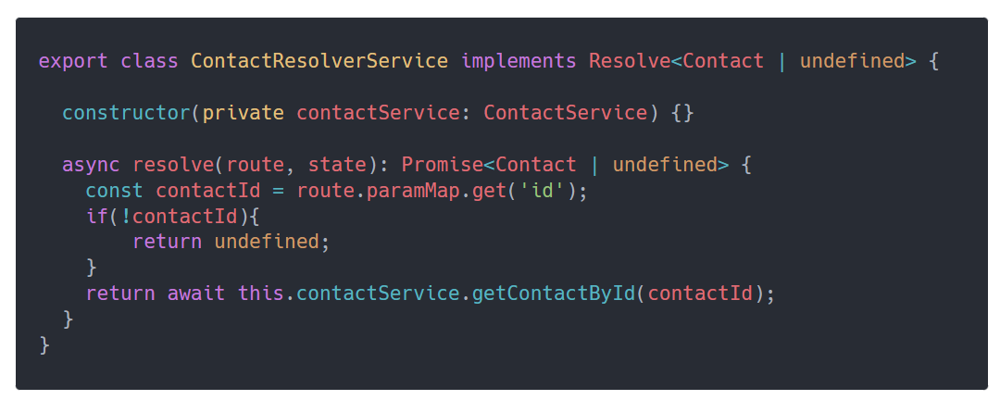 export class ContactResolverService implements Resolve<Contact | undefined> {
constructor(private contactService: ContactService) {}
async resolve(route, state): Promise<Contact | undefined> {
const contactId = route.paramMap.get('id');
if(!contactId){
return undefined;
}
return await this.contactService.getContactById(contactId);
}
}